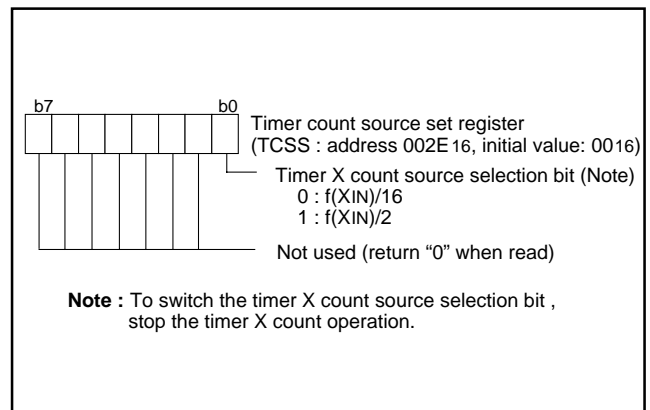 b7 b0
Timer count source set register
(TCSS : address 002E16, initial value: 0016)
Timer X count source selection bit (Note)
0 : f(XIN)/16
1 : f(XIN)/2
Not used (return “0” when read)
Note : To switch the timer X count source selection bit ,
stop the timer X count operation.